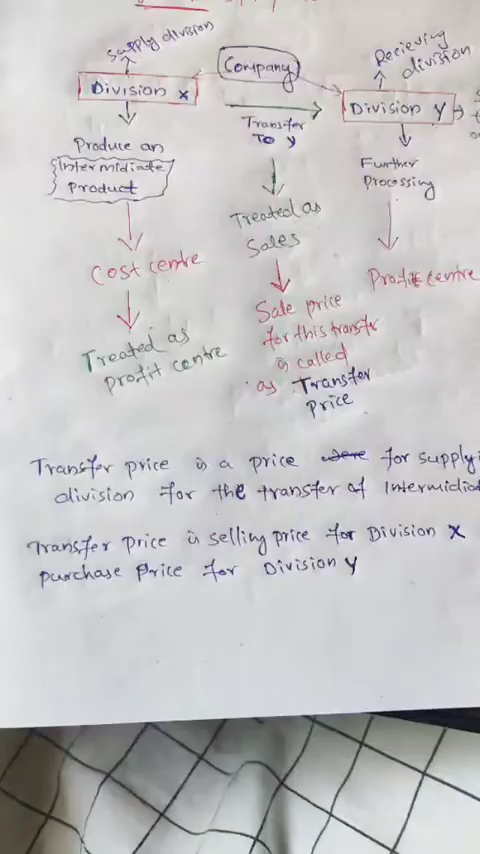 Supply division
Company
Recieving
division
Division X
Division Y
Transfer
To Y
Produce an
Intermidiate
Product
Further
Processing
Treated as
Sales
Cost centre
Profit centre
Sale price
for this transfer
is called
as Transfer
Price
Treated as
profit centre
Transfer price is a price for supply
division for the transfer of Intermidia
Transfer Price is selling price for Division X
purchase Price for Division Y